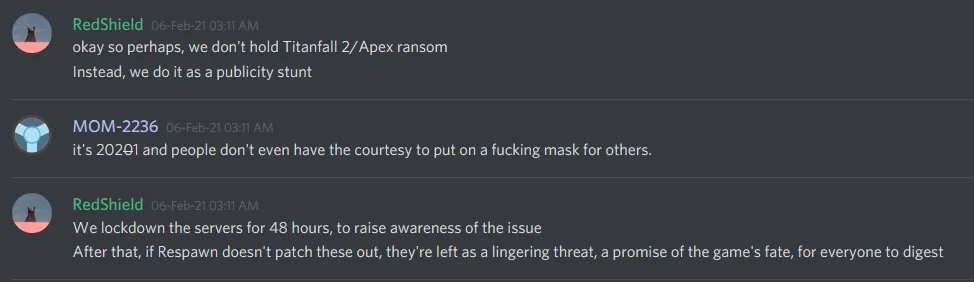 RedShield 06-Feb-21 03:11 AM
okay so perhaps, we don't hold Titanfall 2/Apex ransom
Instead, we do it as a publicity stunt
MOM-2236 06-Feb-21 03:11 AM
it's 20201 and people don't even have the courtesy to put on a fucking mask for others.
RedShield 06-Feb-21 03:11 AM
We lockdown the servers for 48 hours, to raise awareness of the issue
After that, if Respawn doesn't patch these out, they're left as a lingering threat, a promise of the game's fate, for everyone to digest